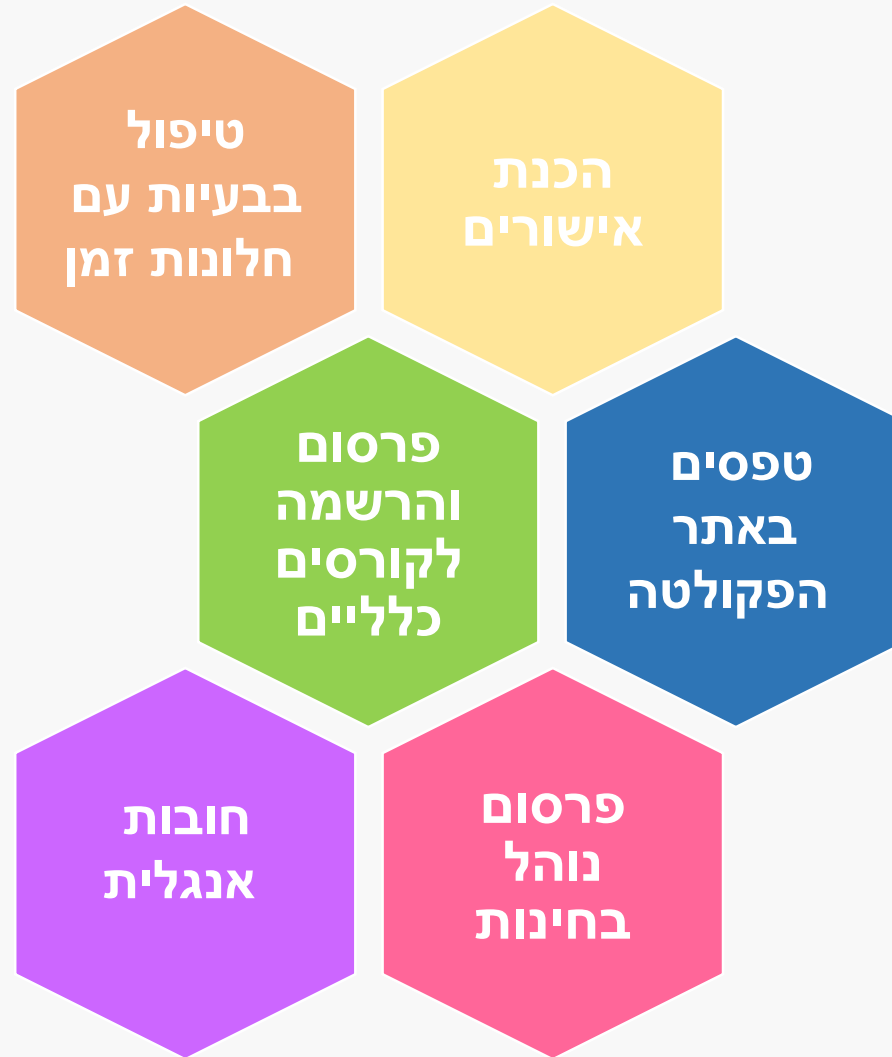 הכנת
אישורים
טיפול
בבעיות עם
חלונות זמן
טפסים
באתר
הפקולטה
פרסום
והרשמה
לקורסים
כלליים
פרסום
נוהל
בחינות
חובות
אנגלית